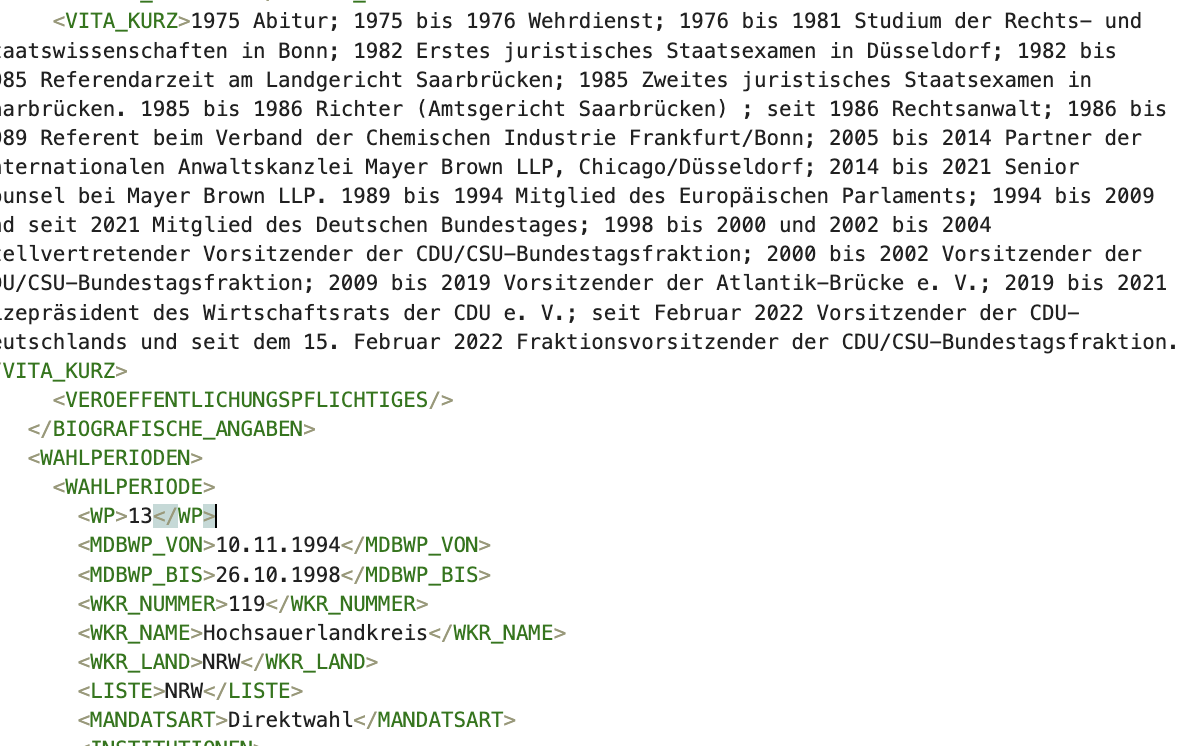 <VITA_KURZ>1975 Abitur; 1975 bis 1976 Wehrdienst; 1976 bis 1981 Studium der Rechts- und
taatswissenschaften in Bonn; 1982 Erstes juristisches Staatsexamen in Düsseldorf; 1982 bis
985 Referendarzeit am Landgericht Saarbrücken; 1985 Zweites juristisches Staatsexamen in
aarbrücken. 1985 bis 1986 Richter (Amtsgericht Saarbrücken) ; seit 1986 Rechtsanwalt; 1986 bis
989 Referent beim Verband der Chemischen Industrie Frankfurt/Bonn; 2005 bis 2014 Partner der
nternationalen Anwaltskanzlei Mayer Brown LLP, Chicago/Düsseldorf; 2014 bis 2021 Senior
ounsel bei Mayer Brown LLP. 1989 bis 1994 Mitglied des Europäischen Parlaments; 1994 bis 2009
nd seit 2021 Mitglied des Deutschen Bundestages; 1998 bis 2000 und 2002 bis 2004
tellvertretender Vorsitzender der CDU/CSU-Bundestagsfraktion; 2000 bis 2002 Vorsitzender der
DU/CSU-Bundestagsfraktion; 2009 bis 2019 Vorsitzender der Atlantik-Brücke e. V.; 2019 bis 2021
izepräsident des Wirtschaftsrats der CDU e. V.; seit Februar 2022 Vorsitzender der CDU-
eutschlands und seit dem 15. Februar 2022 Fraktionsvorsitzender der CDU/CSU-Bundestagsfraktion.
/VITA_KURZ>
<VEROEFFENTLICHUNGSPFLICHTIGES/>
</BIOGRAFISCHE_ANGABEN>
<WAHLPERIODEN>
<WAHLPERIODE>
<WP>13</WP>
<MDBWP_VON>10.11.1994</MDBWP_VON>
<MDBWP_BIS>26.10.1998</MDBWP_BIS>
<WKR_NUMMER>119</WKR_NUMMER>
<WKR_NAME>Hochsauerlandkreis</WKR_NAME>
<WKR_LAND>NRW</WKR_LAND>
<LISTE>NRW</LISTE>
<MANDATSART>Direktwahl</MANDATSART>
<INSTITUTIONEN>